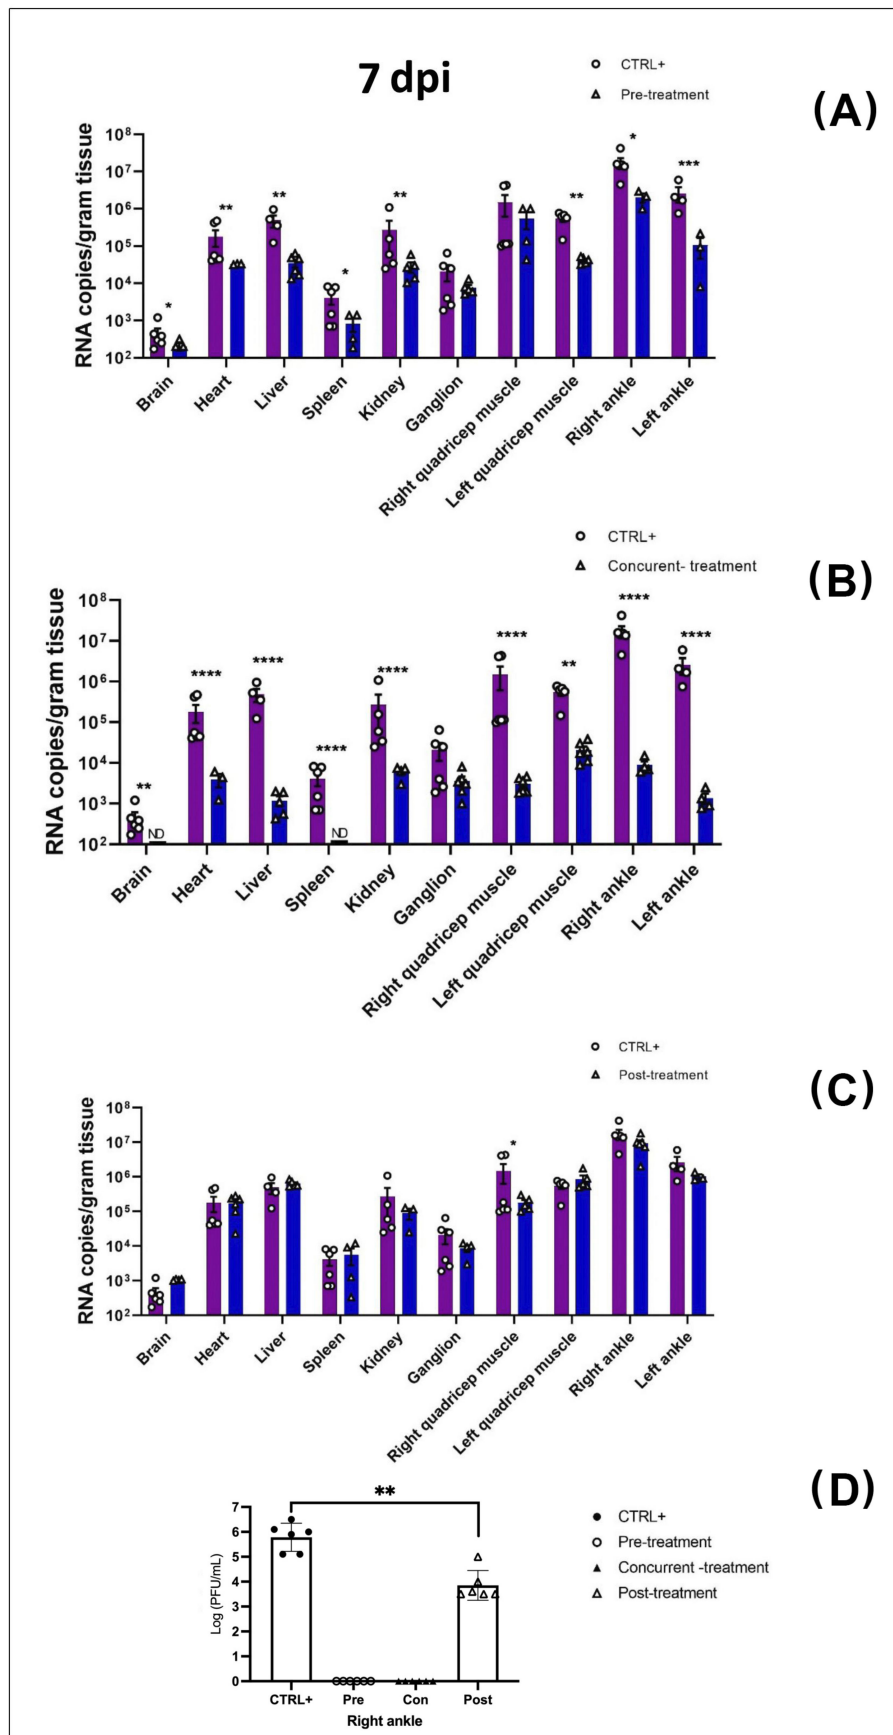 7 dpi
CTRL+
Pre-treatment
(A)
RNA copies/gram tissue
10⁸
10⁷
10⁶
10⁵
10⁴
10³
10²
*
**
**
*
**
**
*
***
Brain
Heart
Liver
Spleen
Kidney
Ganglion
Right quadricep muscle
Left quadricep muscle
Right ankle
Left ankle
CTRL+
Concurent- treatment
(B)
RNA copies/gram tissue
10⁸
10⁷
10⁶
10⁵
10⁴
10³
10²
**
ND
****
****
****
ND
****
****
**
****
****
Brain
Heart
Liver
Spleen
Kidney
Ganglion
Right quadricep muscle
Left quadricep muscle
Right ankle
Left ankle
CTRL+
Post-treatment
(C)
RNA copies/gram tissue
10⁸
10⁷
10⁶
10⁵
10⁴
10³
10²
*
Brain
Heart
Liver
Spleen
Kidney
Ganglion
Right quadricep muscle
Left quadricep muscle
Right ankle
Left ankle
(D)
**
CTRL+
Pre-treatment
Concurrent -treatment
Post-treatment
Log (PFU/mL)
7
6
5
4
3
2
1
0
CTRL+ Pre Con Post
Right ankle